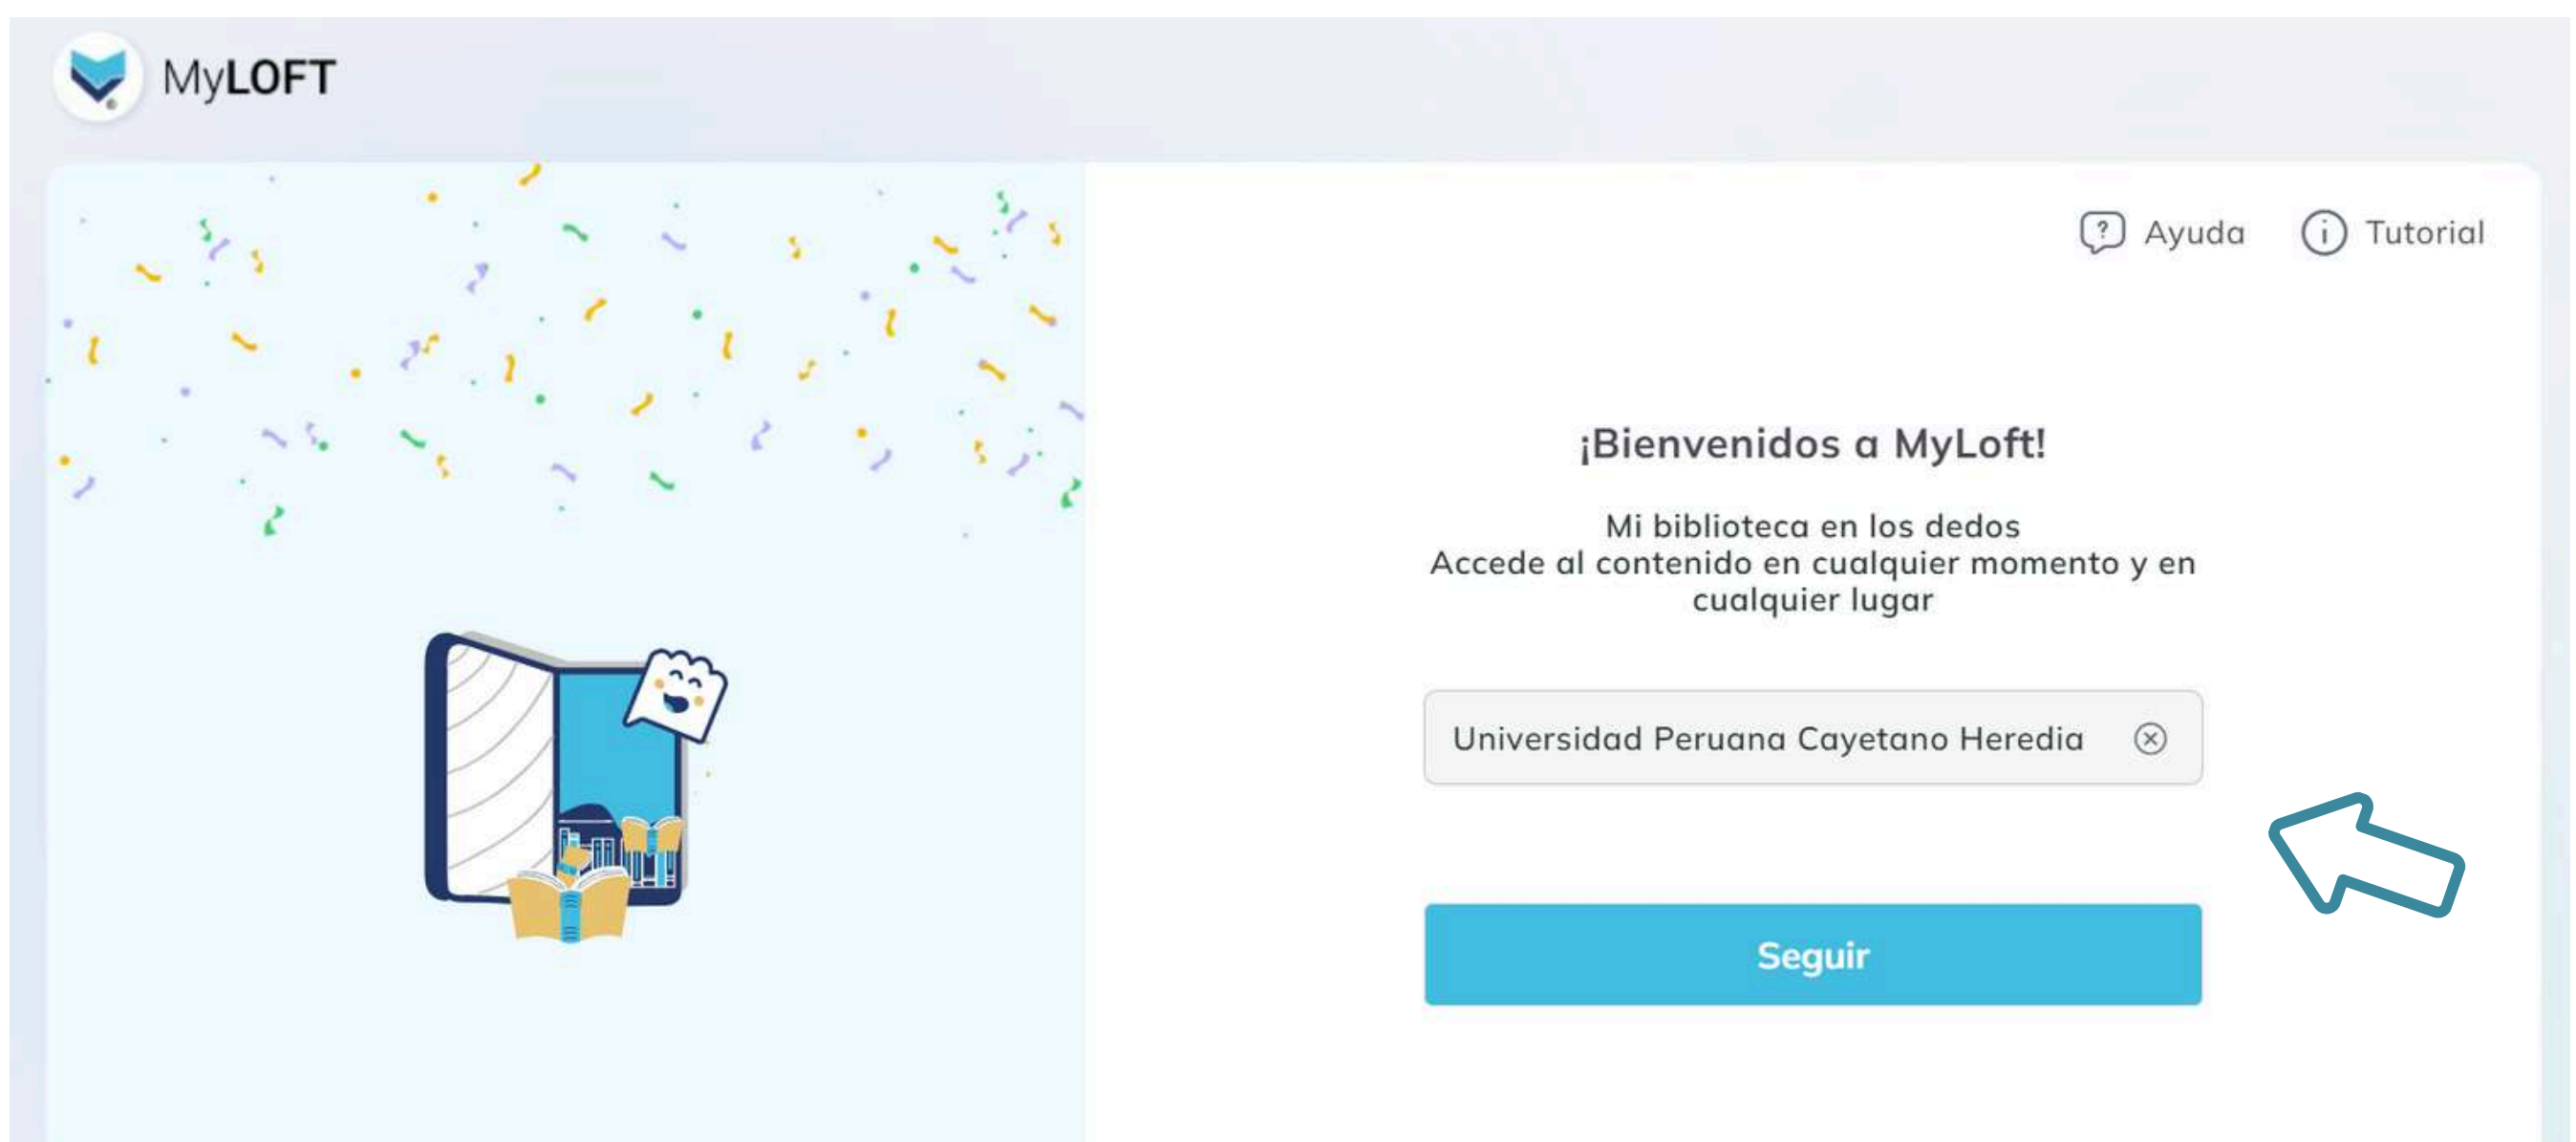 MyLOFT
Ayuda
Tutorial
¡Bienvenidos a MyLoft!
Mi biblioteca en los dedos
Accede al contenido en cualquier momento y en
cualquier lugar
Universidad Peruana Cayetano Heredia
Seguir